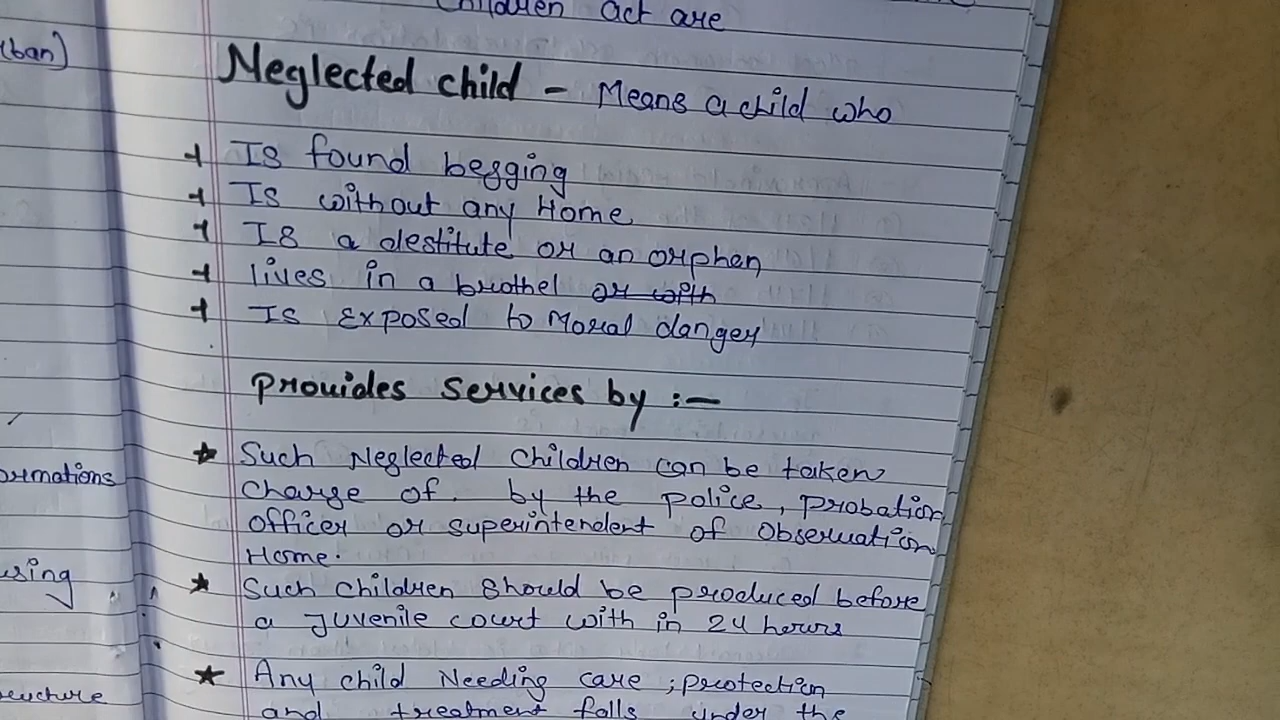 Children Act are
(ban)
Neglected child - Means a child who
Is found begging
Is without any Home
Is a destitute or an orphen
lives in a brothel or with
Is Exposed to Moral danger
provides services by :-
Such Neglected Children can be taken
ormations
Charge of. by the police, probation
officer or superintendent of Observation
Home.
using
Such children should be produced before
a Juvenile court with in 24 hours
Any child Needing care ; protection
ructure
and treatment falls under the